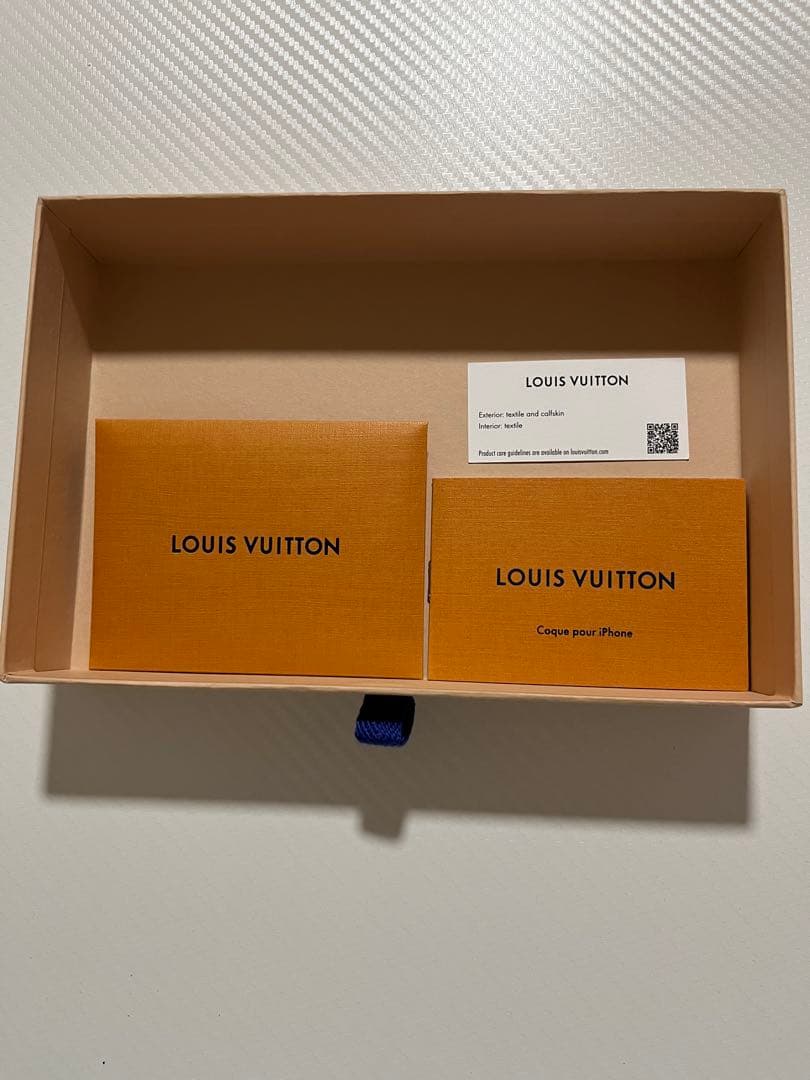 LOUIS VUITTON
Exterior: textile and calfskin
Interior: textile
Product care guidelines are available on louisvuitton.com
LOUIS VUITTON
LOUIS VUITTON
Coque pour iPhone